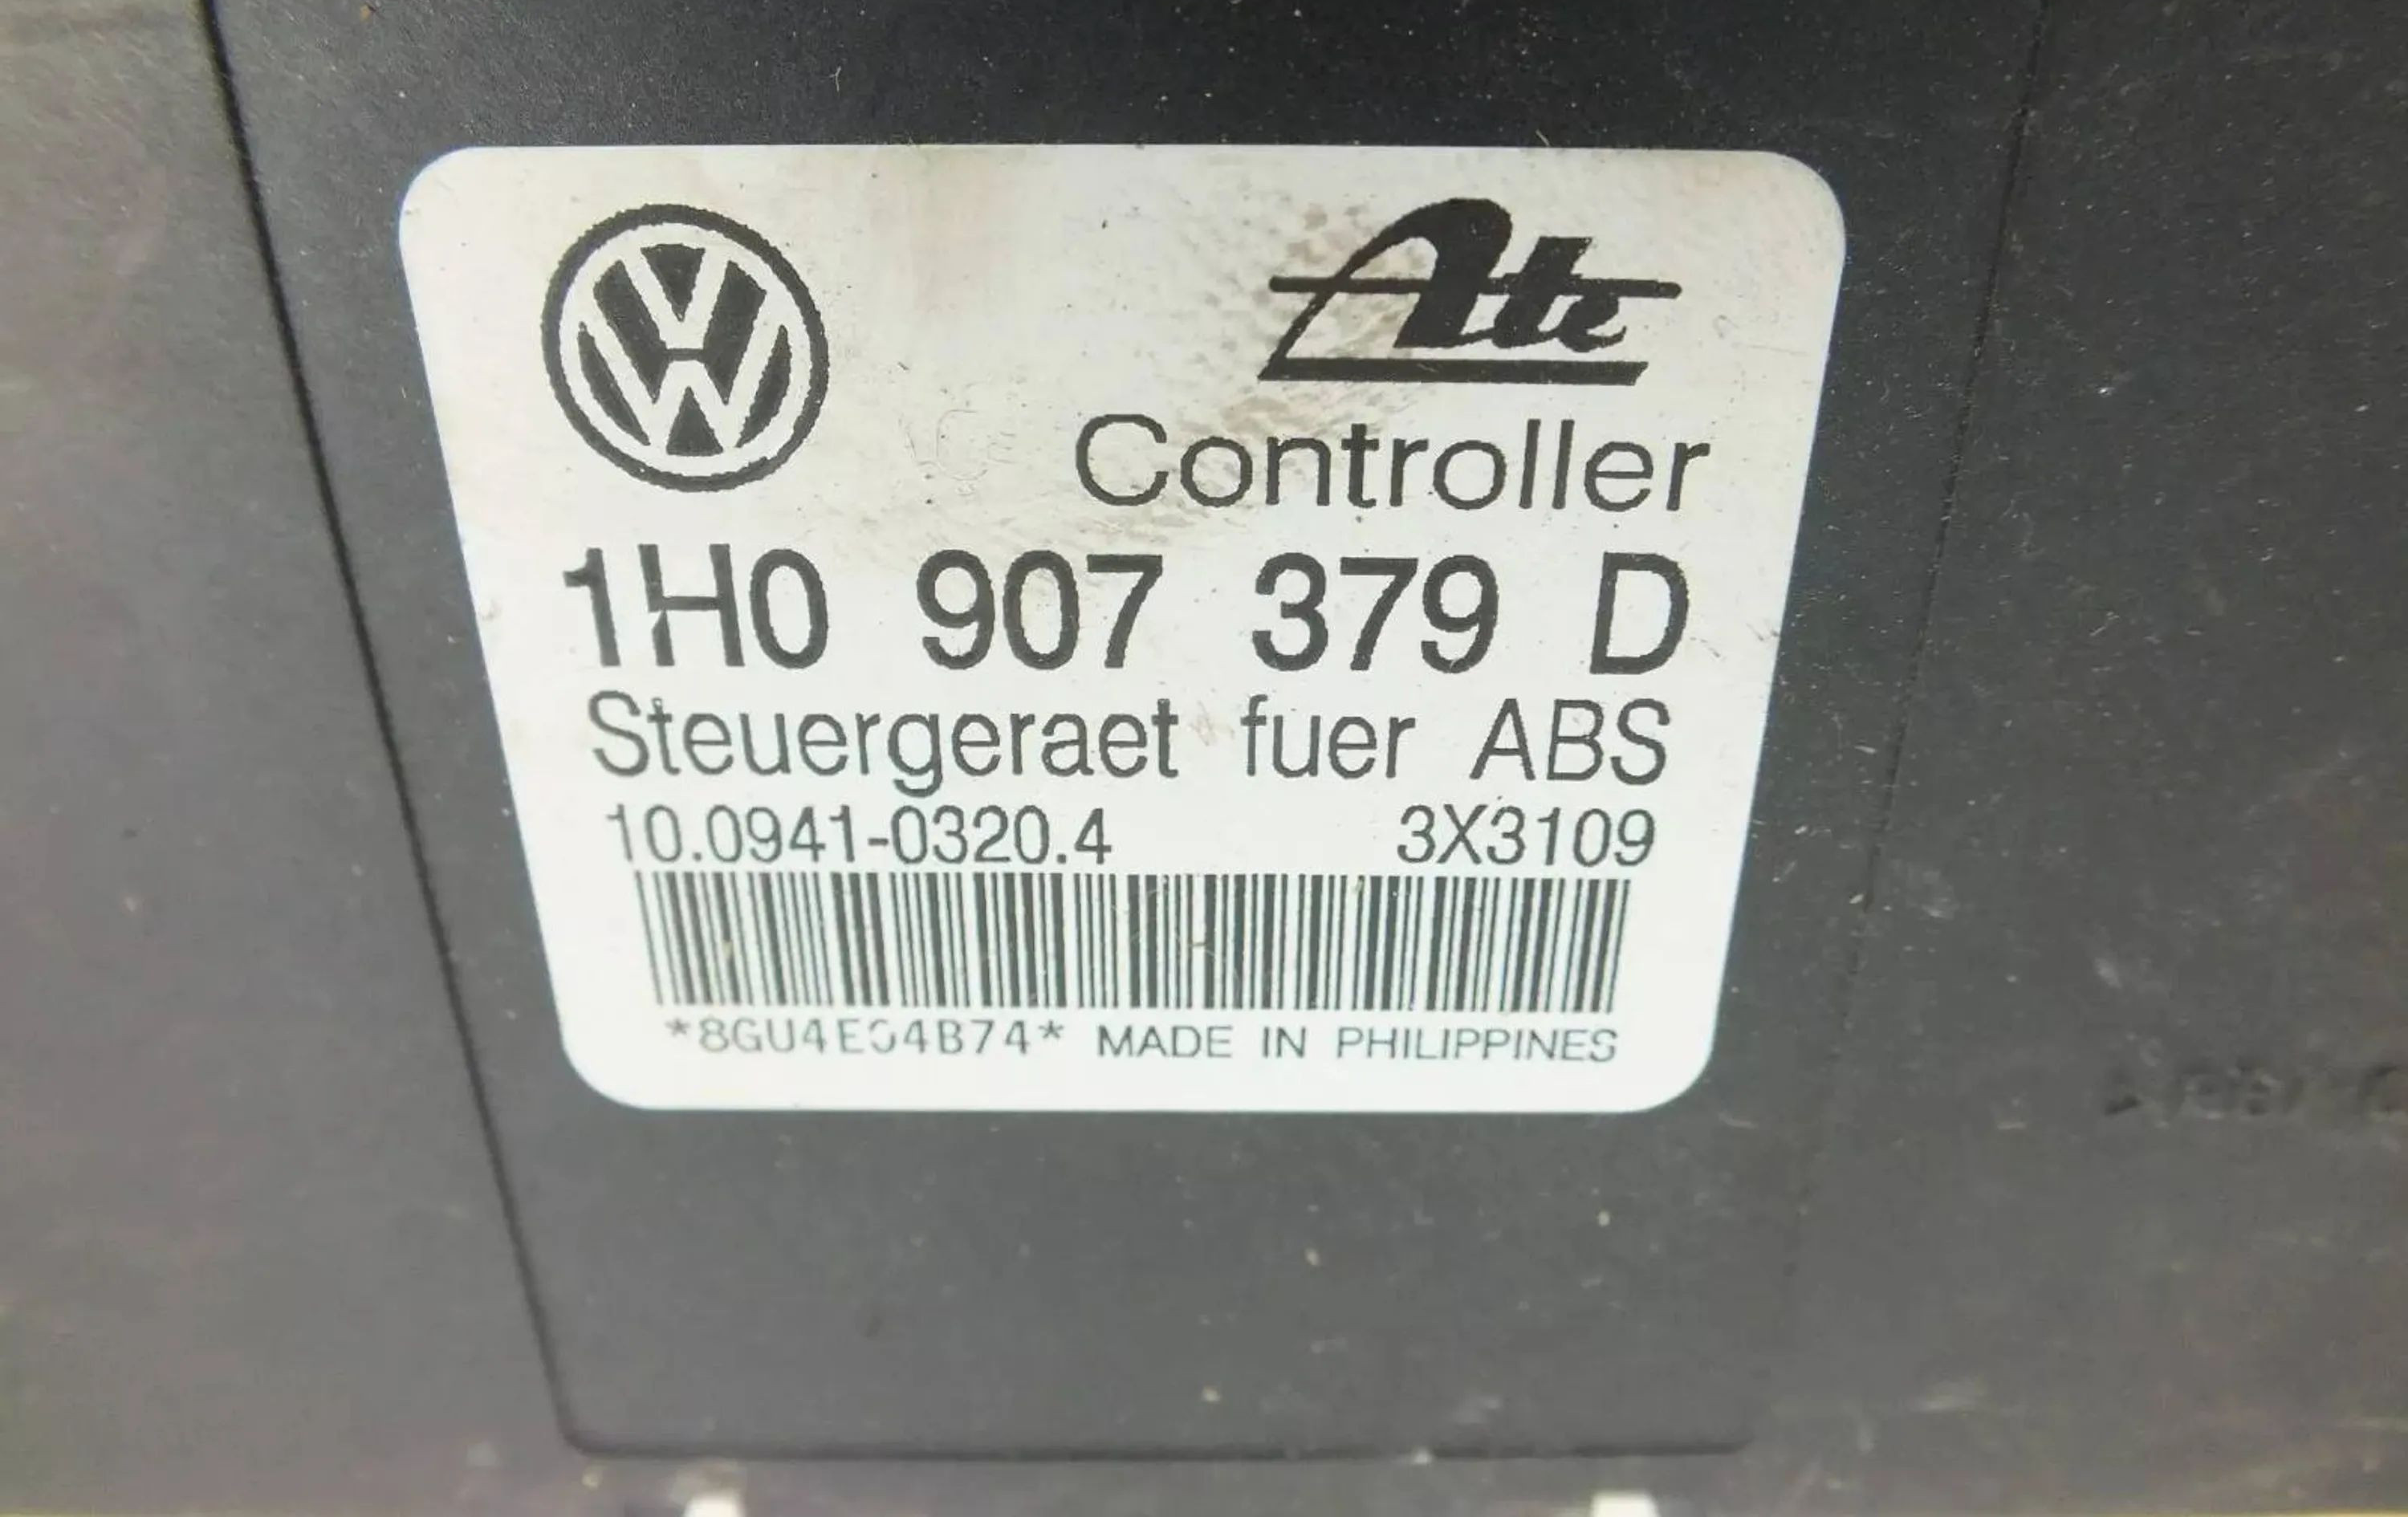 Ate
Controller
1H0 907 379 D
Steuergeraet fuer ABS
10.0941-0320.4 3X3109
*8GU4E04B74* MADE IN PHILIPPINES